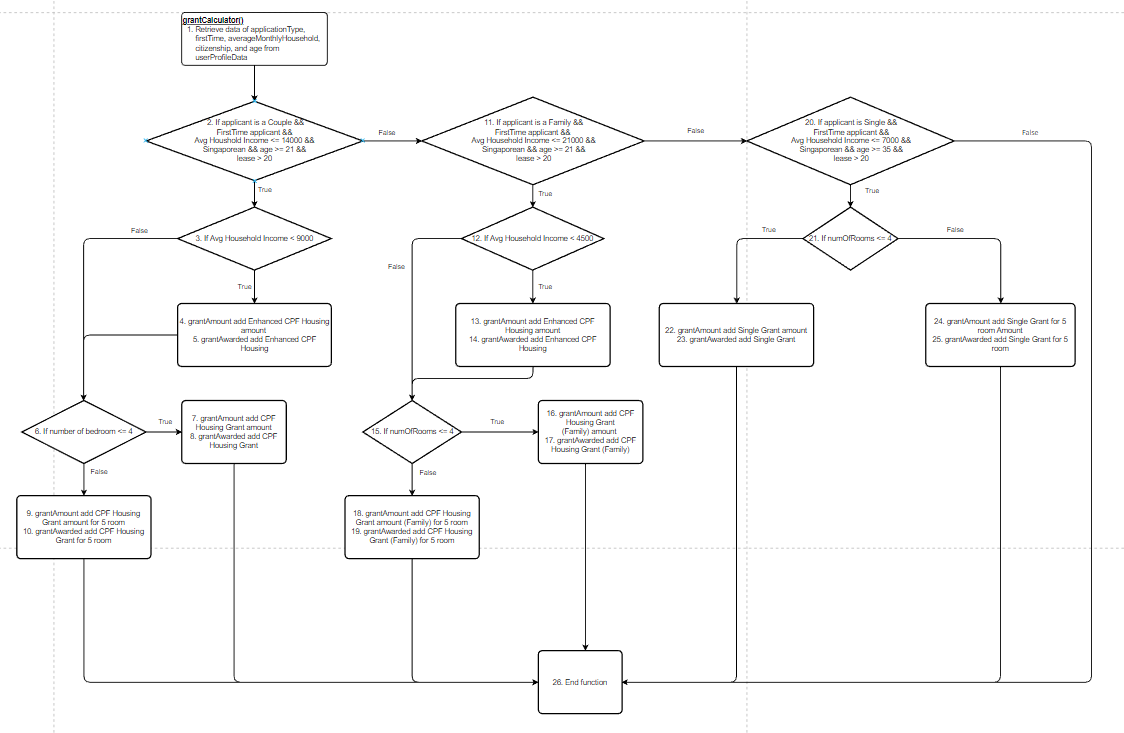 grantCalculator()
1. Retrieve data of applicationType,
firstTime, averageMonthlyHousehold,
citizenship, and age from
userProfileData
2. If applicant is a Couple &&
FirstTime applicant &&
Avg Houshold Income <= 14000 &&
Singaporean && age >= 21 &&
lease > 20
False
11. If applicant is a Family &&
FirstTime applicant &&
Avg Household Income <= 21000 &&
Singaporean && age >= 21 &&
lease > 20
False
20. If applicant is Single &&
FirstTime applicant &&
Avg Household Income <= 7000 &&
Singaporean && age >= 35 &&
lease > 20
False
True
True
True
3. If Avg Household Income < 9000
False
True
12. If Avg Household Income < 4500
False
True
21. If numOfRooms <= 4
True
False
4. grantAmount add Enhanced CPF Housing
amount
5. grantAwarded add Enhanced CPF
Housing
13. grantAmount add Enhanced CPF
Housing amount
14. grantAwarded add Enhanced CPF
Housing
22. grantAmount add Single Grant amount
23. grantAwarded add Single Grant
24. grantAmount add Single Grant for 5
room Amount
25. grantAwarded add Single Grant for 5
room
6. If number of bedroom <= 4
True
False
7. grantAmount add CPF
Housing Grant amount
8. grantAwarded add CPF
Housing Grant
15. If numOfRooms <= 4
True
False
16. grantAmount add CPF
Housing Grant
(Family) amount
17. grantAwarded add CPF
Housing Grant (Family)
9. grantAmount add CPF Housing
Grant amount for 5 room
10. grantAwarded add CPF Housing
Grant for 5 room
18. grantAmount add CPF Housing
Grant amount (Family) for 5 room
19. grantAwarded add CPF Housing
Grant (Family) for 5 room
26. End function